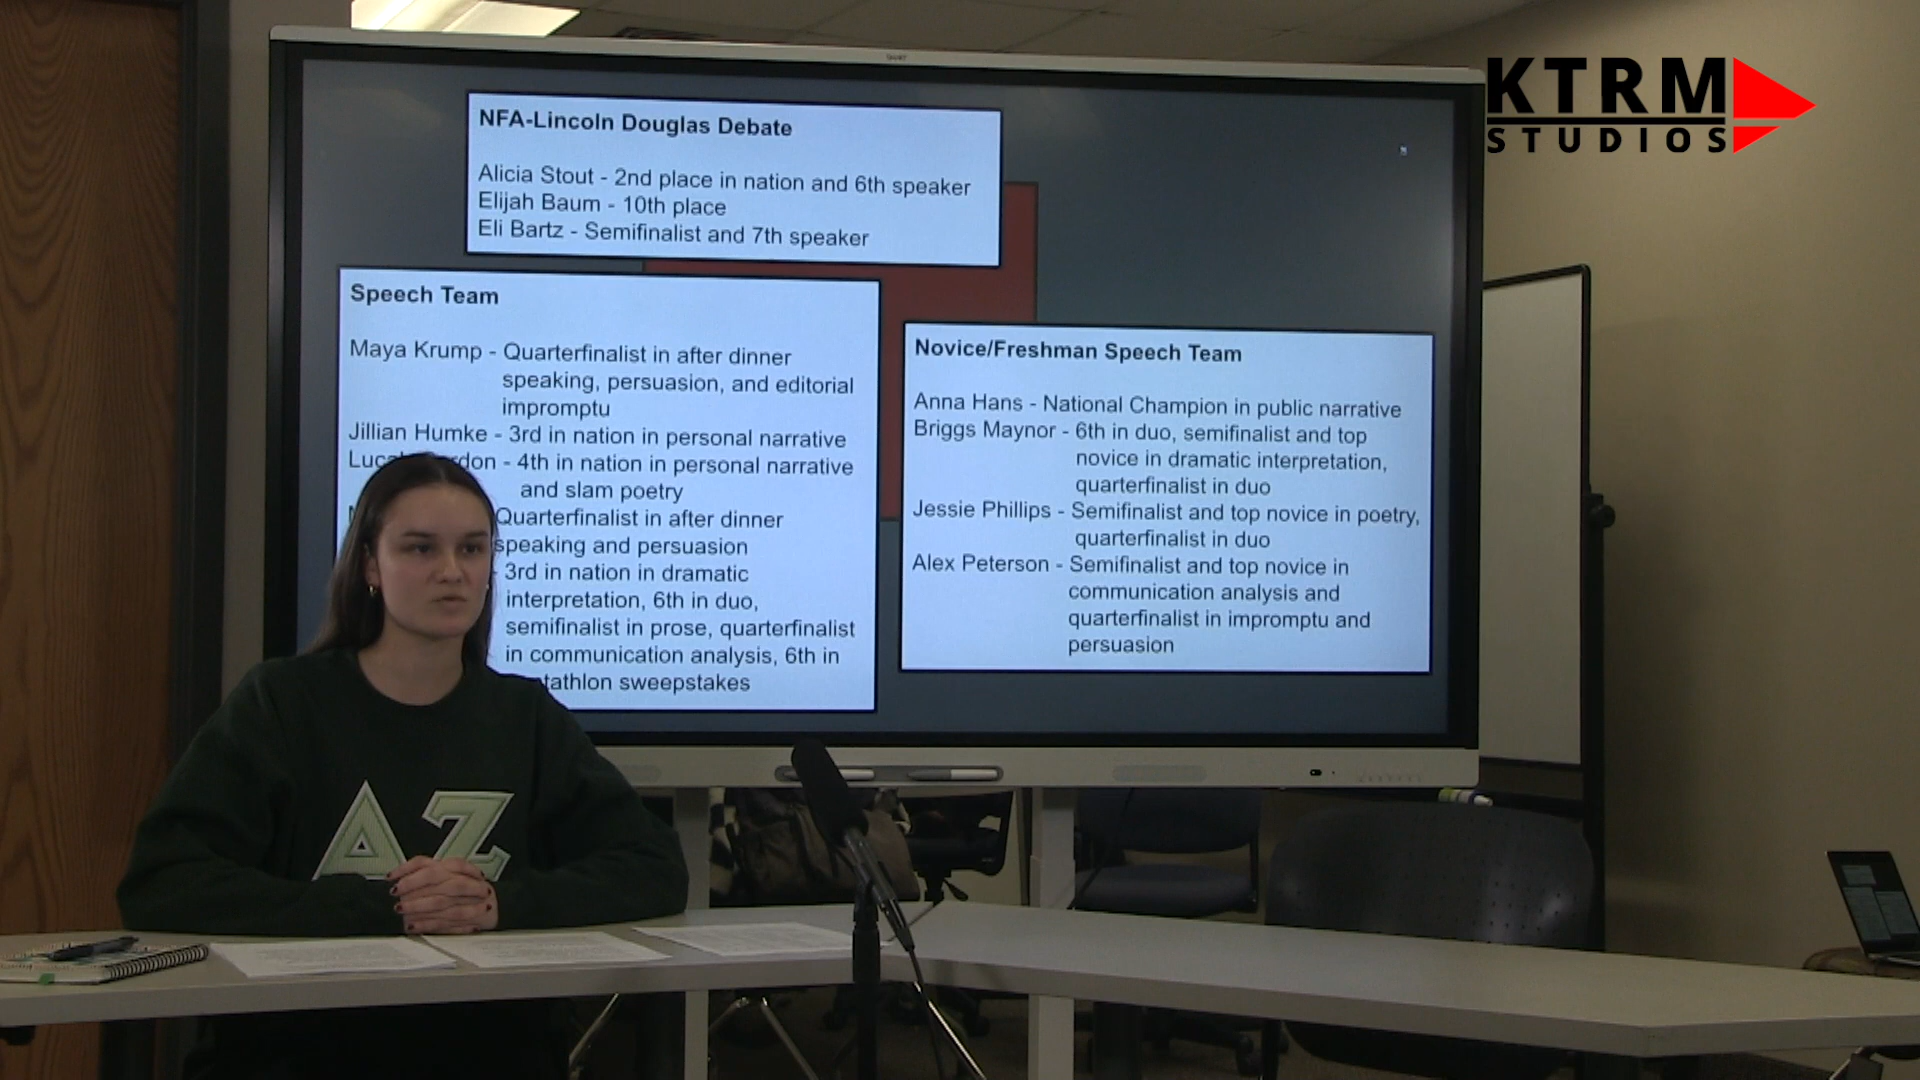 KTRM
STUDIOS
SMART
NFA-Lincoln Douglas Debate
Alicia Stout - 2nd place in nation and 6th speaker
Elijah Baum - 10th place
Eli Bartz - Semifinalist and 7th speaker
Speech Team
Maya Krump - Quarterfinalist in after dinner
speaking, persuasion, and editorial
impromptu
Jillian Humke - 3rd in nation in personal narrative
- 4th in nation in personal narrative
and slam poetry
Quarterfinalist in after dinner
speaking and persuasion
- 3rd in nation in dramatic
interpretation, 6th in duo,
semifinalist in prose, quarterfinalist
in communication analysis, 6th in
sweepstakes
Novice/Freshman Speech Team
Anna Hans - National Champion in public narrative
Briggs Maynor - 6th in duo, semifinalist and top
novice in dramatic interpretation,
quarterfinalist in duo
Jessie Phillips - Semifinalist and top novice in poetry,
quarterfinalist in duo
Alex Peterson - Semifinalist and top novice in
communication analysis and
quarterfinalist in impromptu and
persuasion
ΔΖ